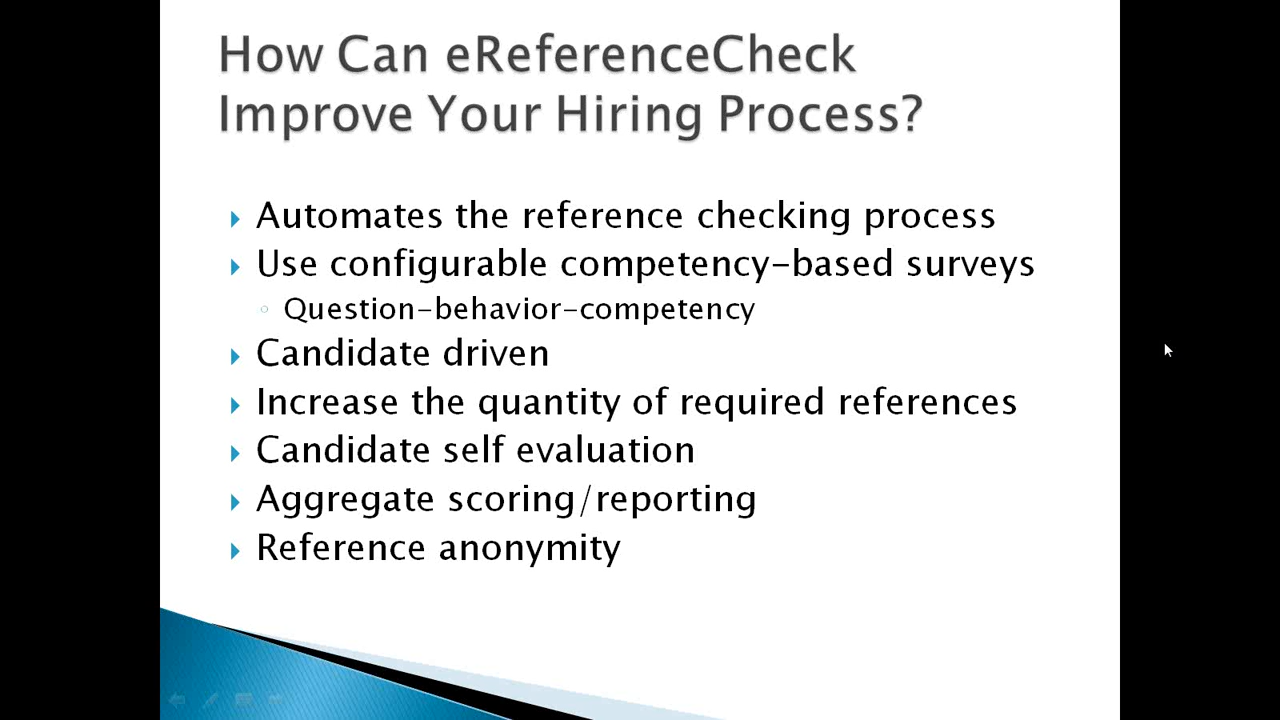 How Can eReferenceCheck
Improve Your Hiring Process?
Automates the reference checking process
Use configurable competency-based surveys
Question-behavior-competency
Candidate driven
Increase the quantity of required references
Candidate self evaluation
Aggregate scoring/reporting
Reference anonymity